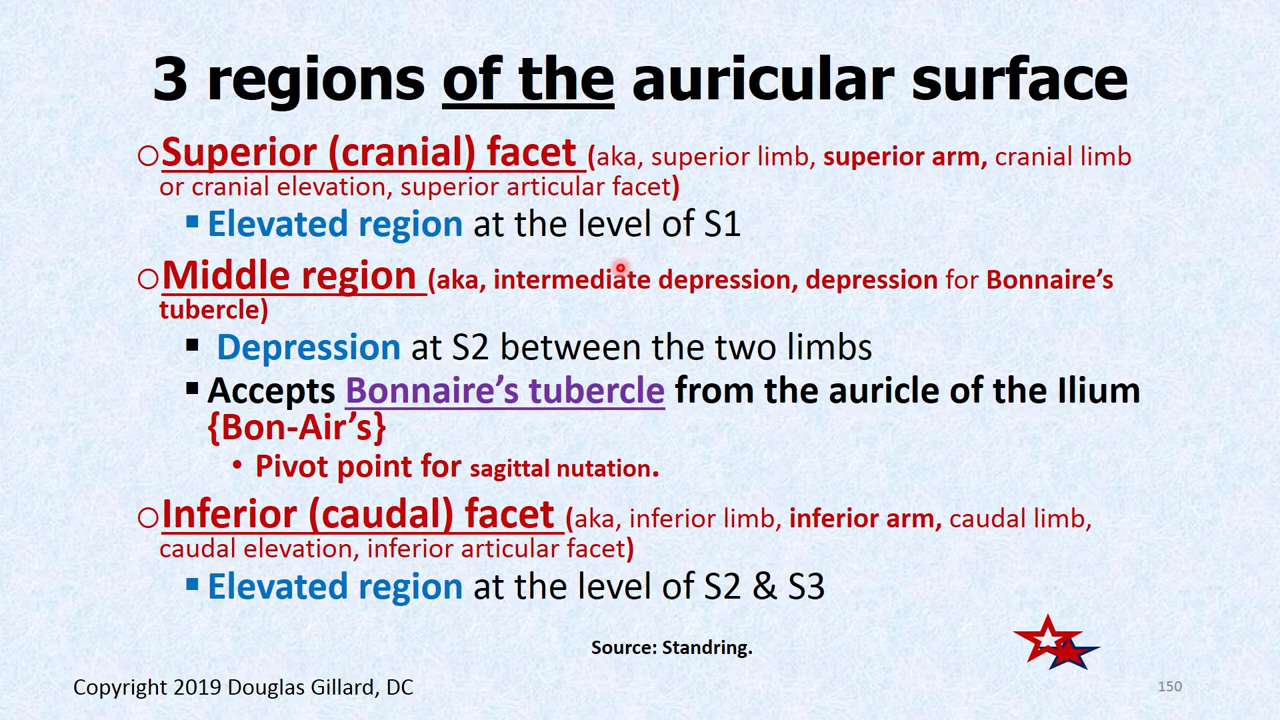 3 regions of the auricular surface
○Superior (cranial) facet (aka, superior limb, superior arm, cranial limb
or cranial elevation, superior articular facet)
▪Elevated region at the level of S1
○Middle region (aka, intermediate depression, depression for Bonnaire’s
tubercle)
▪ Depression at S2 between the two limbs
▪Accepts Bonnaire’s tubercle from the auricle of the Ilium
{Bon-Air’s}
• Pivot point for sagittal nutation.
○Inferior (caudal) facet (aka, inferior limb, inferior arm, caudal limb,
caudal elevation, inferior articular facet)
▪Elevated region at the level of S2 & S3
Source: Standring.
Copyright 2019 Douglas Gillard, DC
150